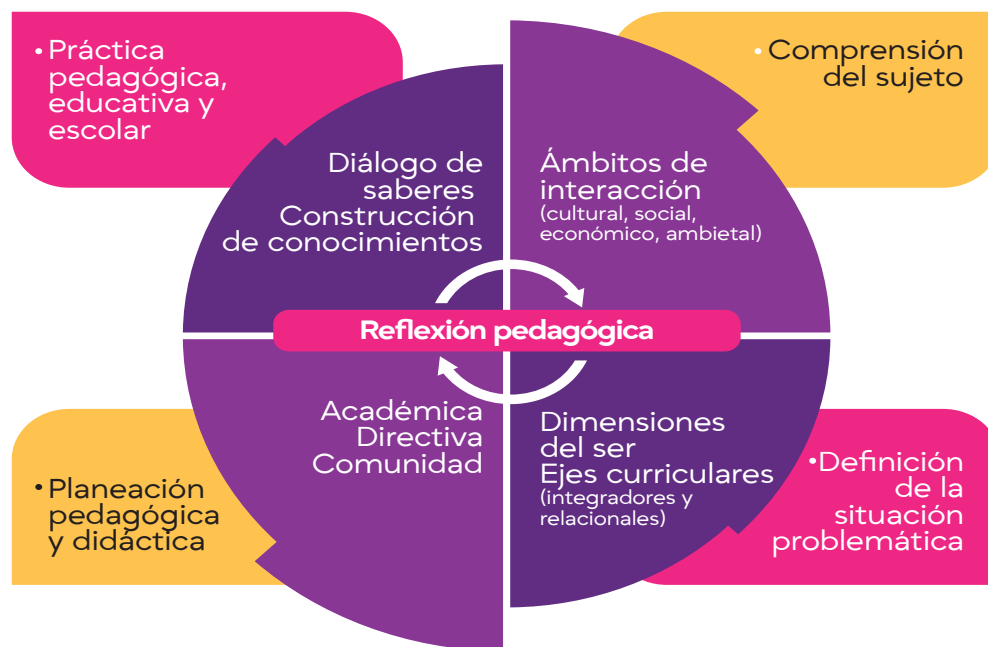 • Práctica
pedagógica,
educativa y
escolar
• Comprensión
del sujeto
Diálogo de
saberes
Construcción
de conocimientos
Ámbitos de
interacción
(cultural, social,
económico, ambietal)
Reflexión pedagógica
Académica
Directiva
Comunidad
Dimensiones
del ser
Ejes curriculares
(integradores y
relacionales)
• Planeación
pedagógica
y didáctica
•Definición
de la
situación
problemática